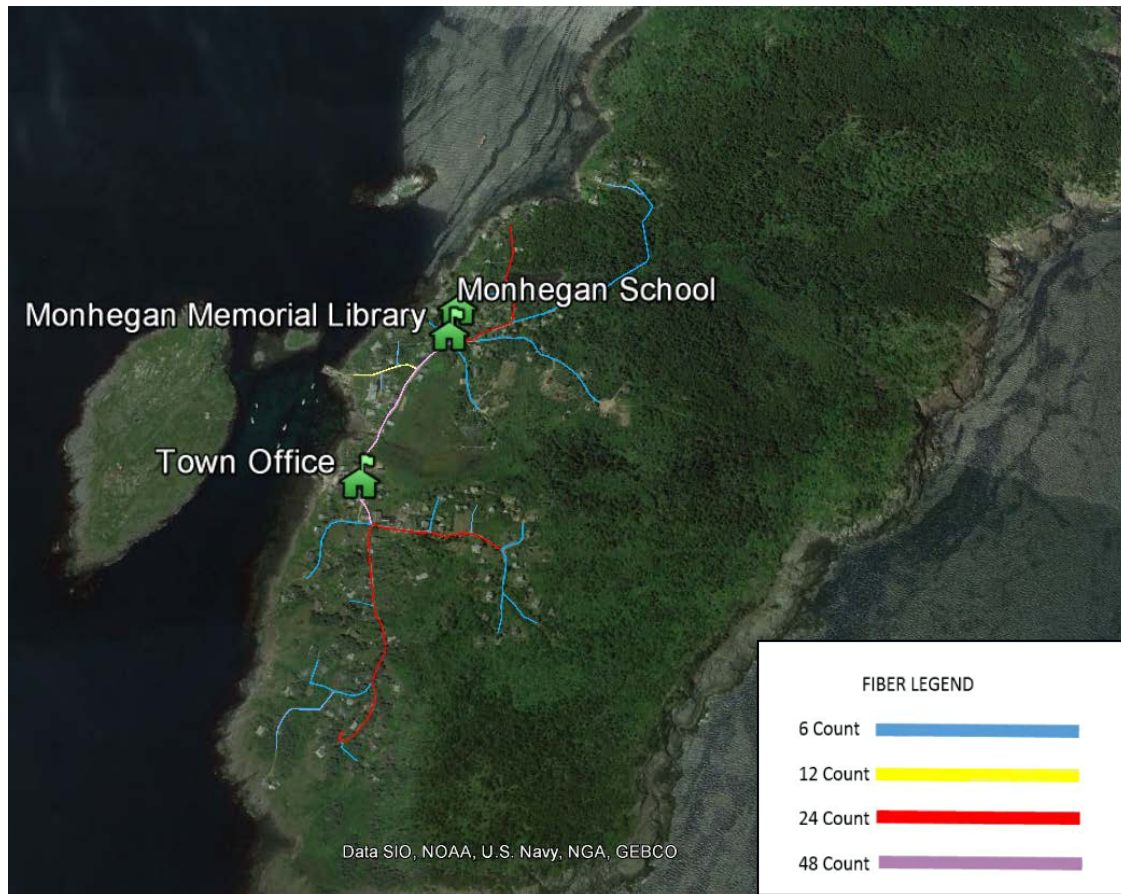 Monhegan School
Monhegan Memorial Library
Town Office
FIBER LEGEND
6 Count
12 Count
24 Count
48 Count
Data SIO, NOAA, U.S. Navy, NGA, GEBCO